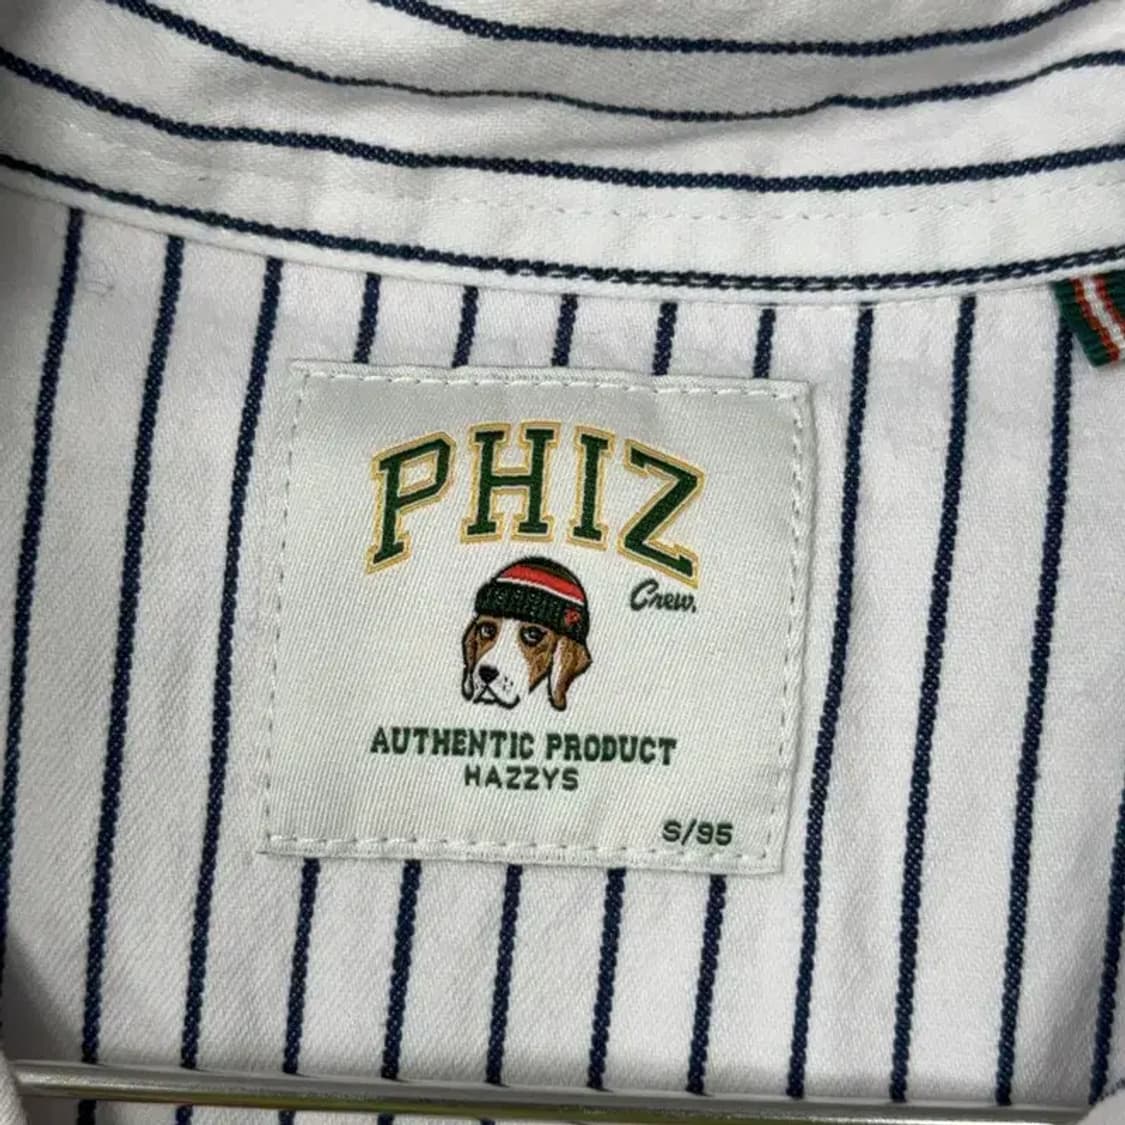 PHIZ
Crew.
AUTHENTIC PRODUCT
HAZZYS
S/95